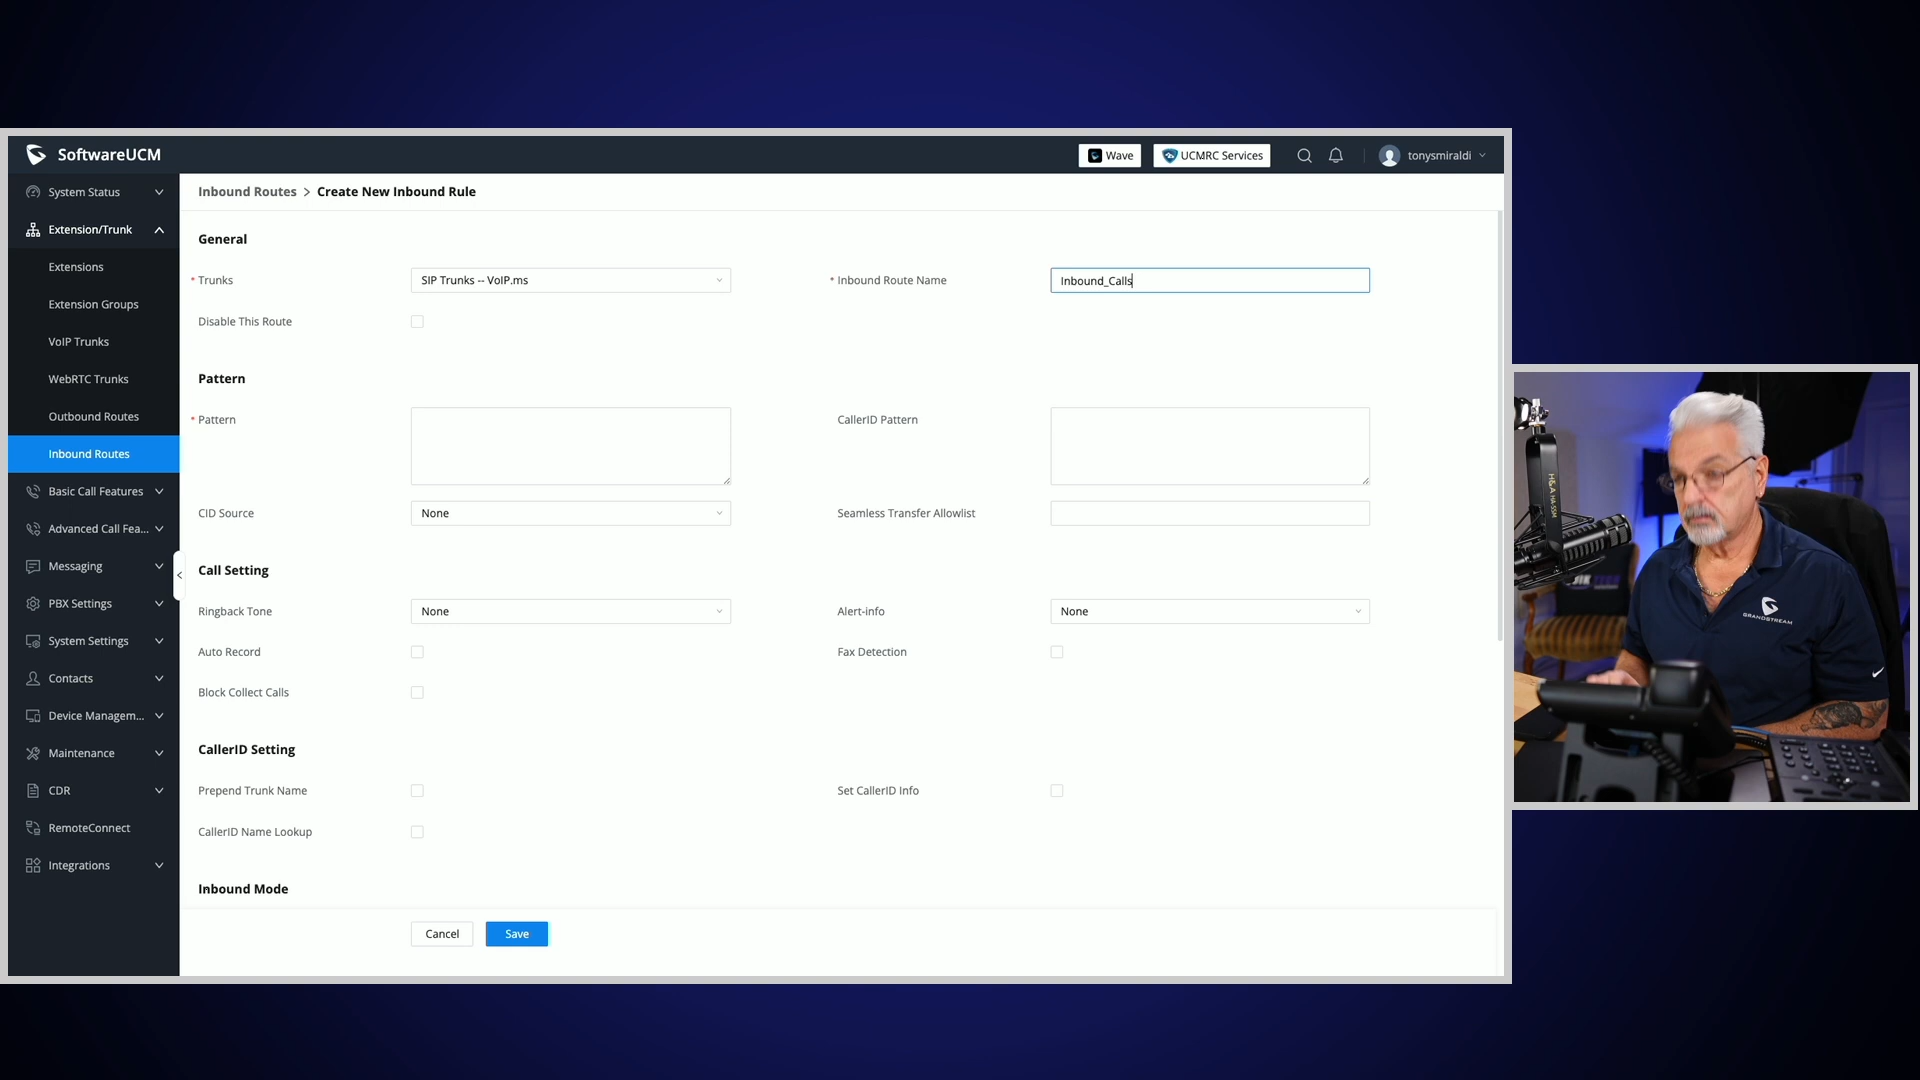 SoftwareUCM
Wave
UCMRC Services
tonysmiraldi
System Status
Extension/Trunk
Extensions
Extension Groups
VoIP Trunks
WebRTC Trunks
Outbound Routes
Inbound Routes
Basic Call Features
Advanced Call Fea...
Messaging
PBX Settings
System Settings
Contacts
Device Managem...
Maintenance
CDR
RemoteConnect
Integrations
Inbound Routes > Create New Inbound Rule
General
* Trunks
SIP Trunks -- VoIP.ms
* Inbound Route Name
Inbound_Calls
Disable This Route
Pattern
* Pattern
CallerID Pattern
CID Source
None
Seamless Transfer Allowlist
Call Setting
Ringback Tone
None
Alert-info
None
Auto Record
Fax Detection
Block Collect Calls
CallerID Setting
Prepend Trunk Name
Set CallerID Info
CallerID Name Lookup
Inbound Mode
Cancel
Save
H&A HA-SSM
GRANDSTREAM